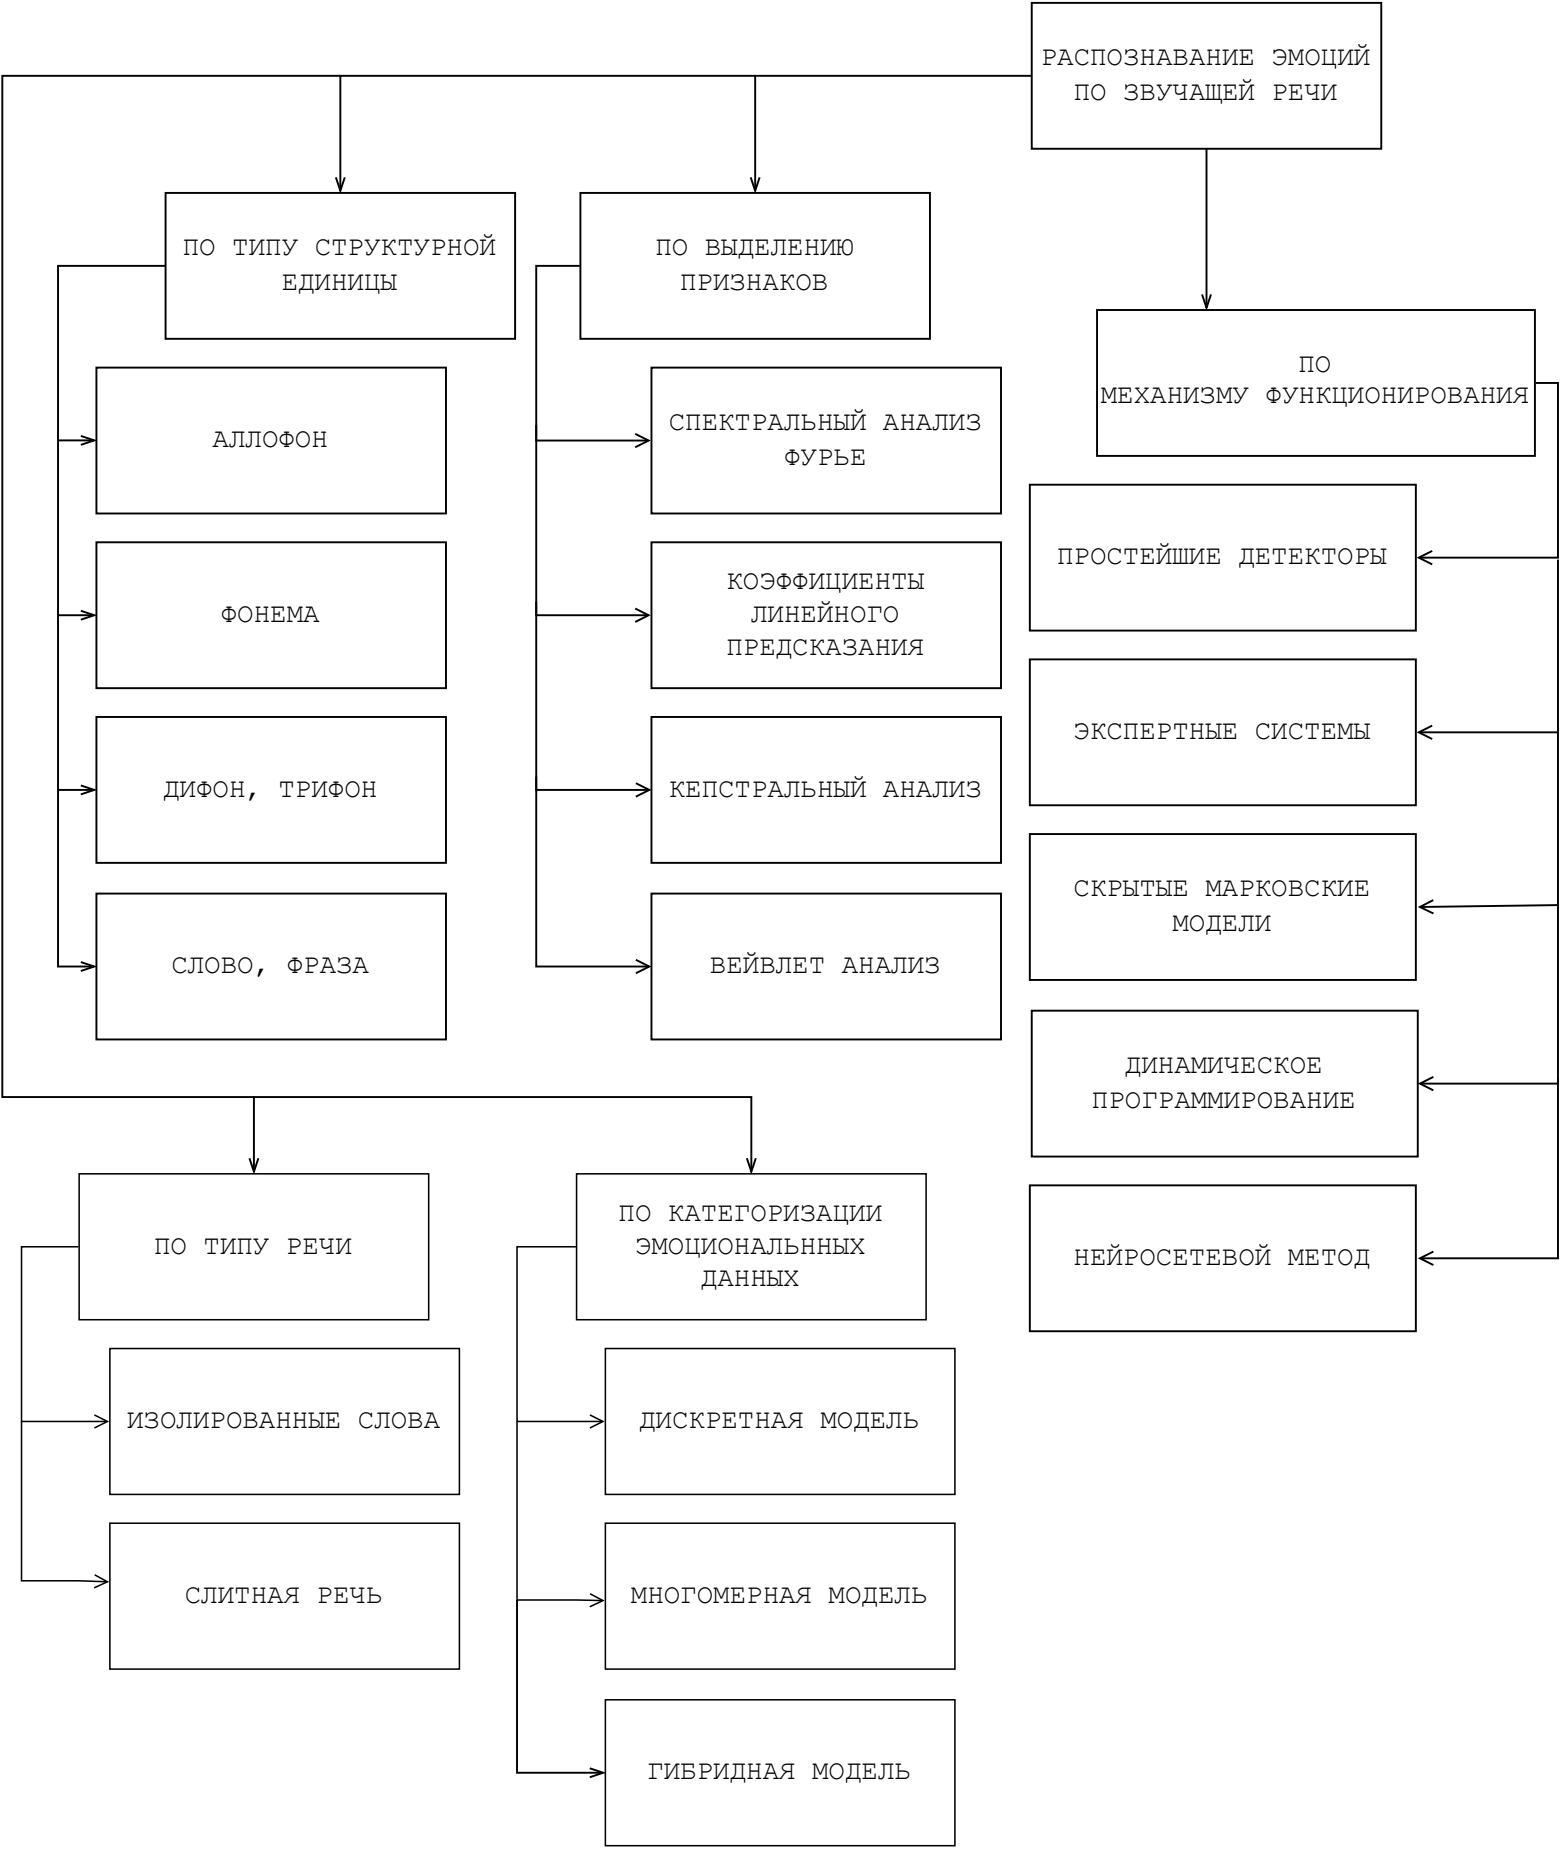 РАСПОЗНАВАНИЕ ЭМОЦИЙ
ПО ЗВУЧАЩЕЙ РЕЧИ
ПО ТИПУ СТРУКТУРНОЙ
ЕДИНИЦЫ
АЛЛОФОН
ФОНЕМА
ДИФОН, ТРИФОН
СЛОВО, ФРАЗА
ПО ВЫДЕЛЕНИЮ
ПРИЗНАКОВ
СПЕКТРАЛЬНЫЙ АНАЛИЗ
ФУРЬЕ
КОЭФФИЦИЕНТЫ
ЛИНЕЙНОГО
ПРЕДСКАЗАНИЯ
КЕПСТРАЛЬНЫЙ АНАЛИЗ
ВЕЙВЛЕТ АНАЛИЗ
ПО
МЕХАНИЗМУ ФУНКЦИОНИРОВАНИЯ
ПРОСТЕЙШИЕ ДЕТЕКТОРЫ
ЭКСПЕРТНЫЕ СИСТЕМЫ
СКРЫТЫЕ МАРКОВСКИЕ
МОДЕЛИ
ДИНАМИЧЕСКОЕ
ПРОГРАММИРОВАНИЕ
НЕЙРОСЕТЕВОЙ МЕТОД
ПО ТИПУ РЕЧИ
ИЗОЛИРОВАННЫЕ СЛОВА
СЛИТНАЯ РЕЧЬ
ПО КАТЕГОРИЗАЦИИ
ЭМОЦИОНАЛЬННЫХ
ДАННЫХ
ДИСКРЕТНАЯ МОДЕЛЬ
МНОГОМЕРНАЯ МОДЕЛЬ
ГИБРИДНАЯ МОДЕЛЬ